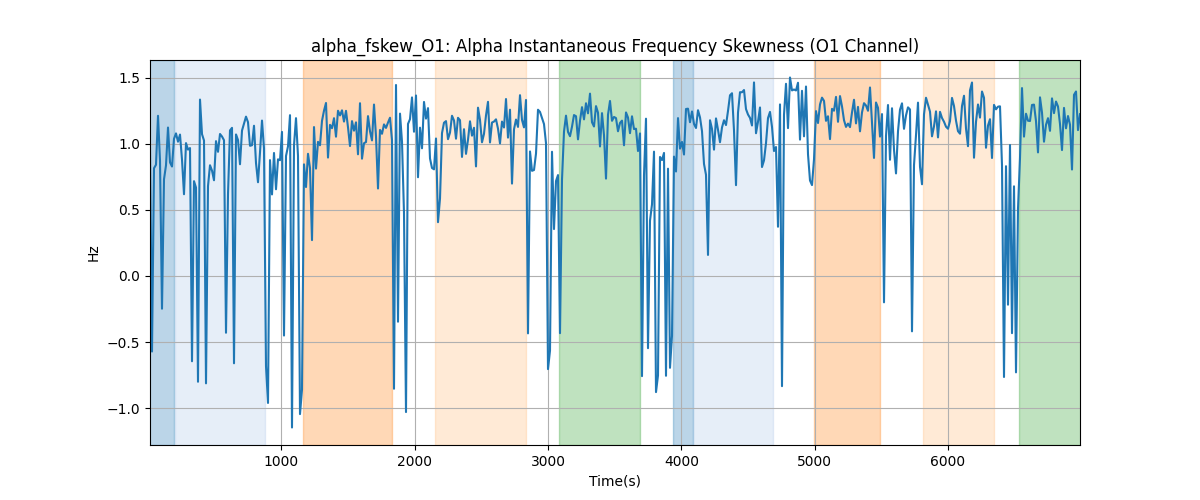 alpha_fskew_O1: Alpha Instantaneous Frequency Skewness (O1 Channel)
1.5
1.0
0.5
0.0
−0.5
−1.0
Hz
1000 2000 3000 4000 5000 6000
Time(s)